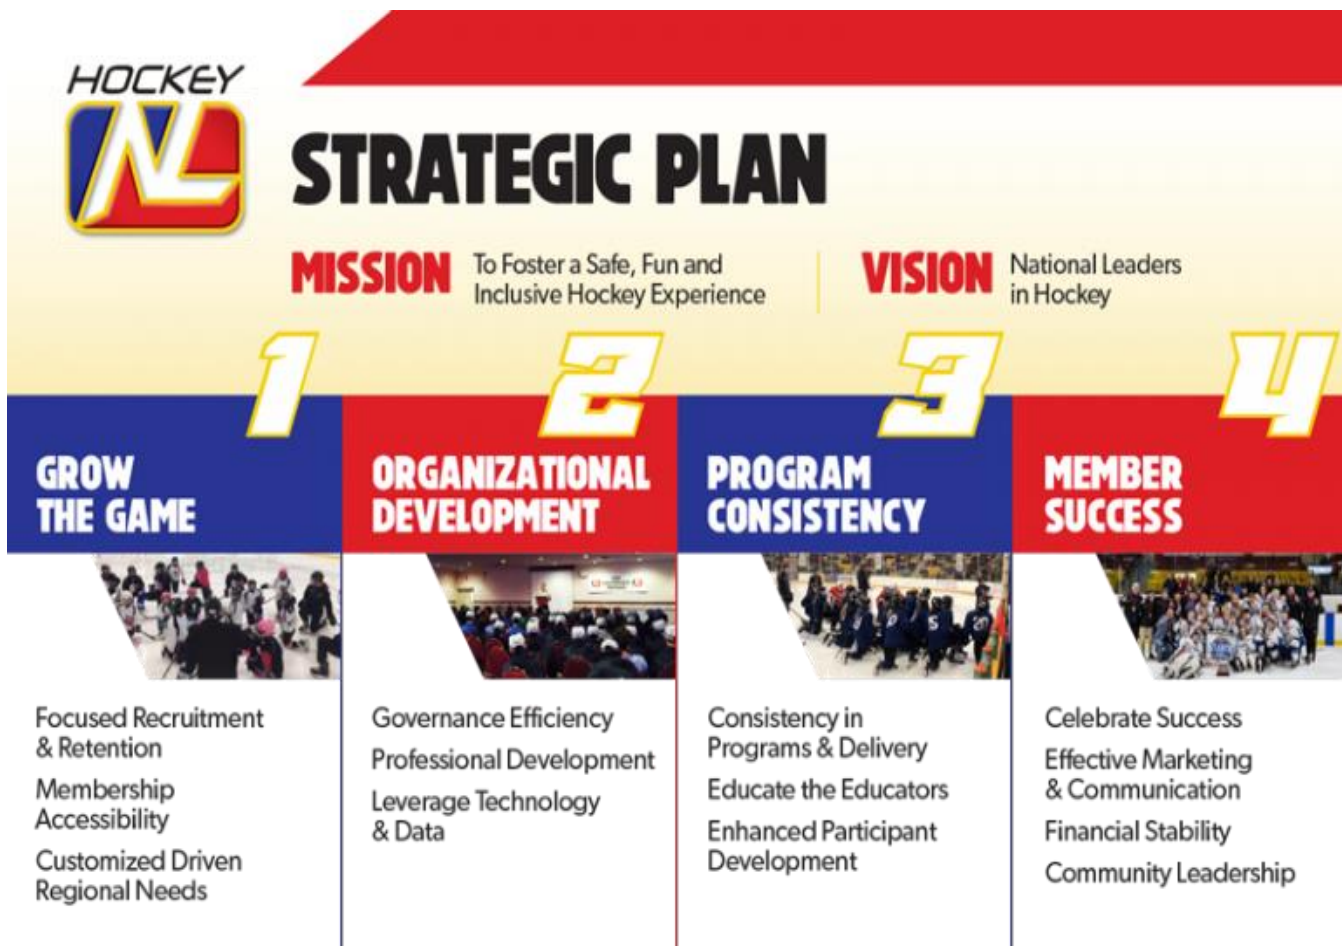 HOCKEY
NL
STRATEGIC PLAN
MISSION
To Foster a Safe, Fun and
Inclusive Hockey Experience
VISION
National Leaders
in Hockey
1
GROW
THE GAME
Focused Recruitment
& Retention
Membership
Accessibility
Customized Driven
Regional Needs
2
ORGANIZATIONAL
DEVELOPMENT
Governance Efficiency
Professional Development
Leverage Technology
& Data
3
PROGRAM
CONSISTENCY
Consistency in
Programs & Delivery
Educate the Educators
Enhanced Participant
Development
4
MEMBER
SUCCESS
Celebrate Success
Effective Marketing
& Communication
Financial Stability
Community Leadership